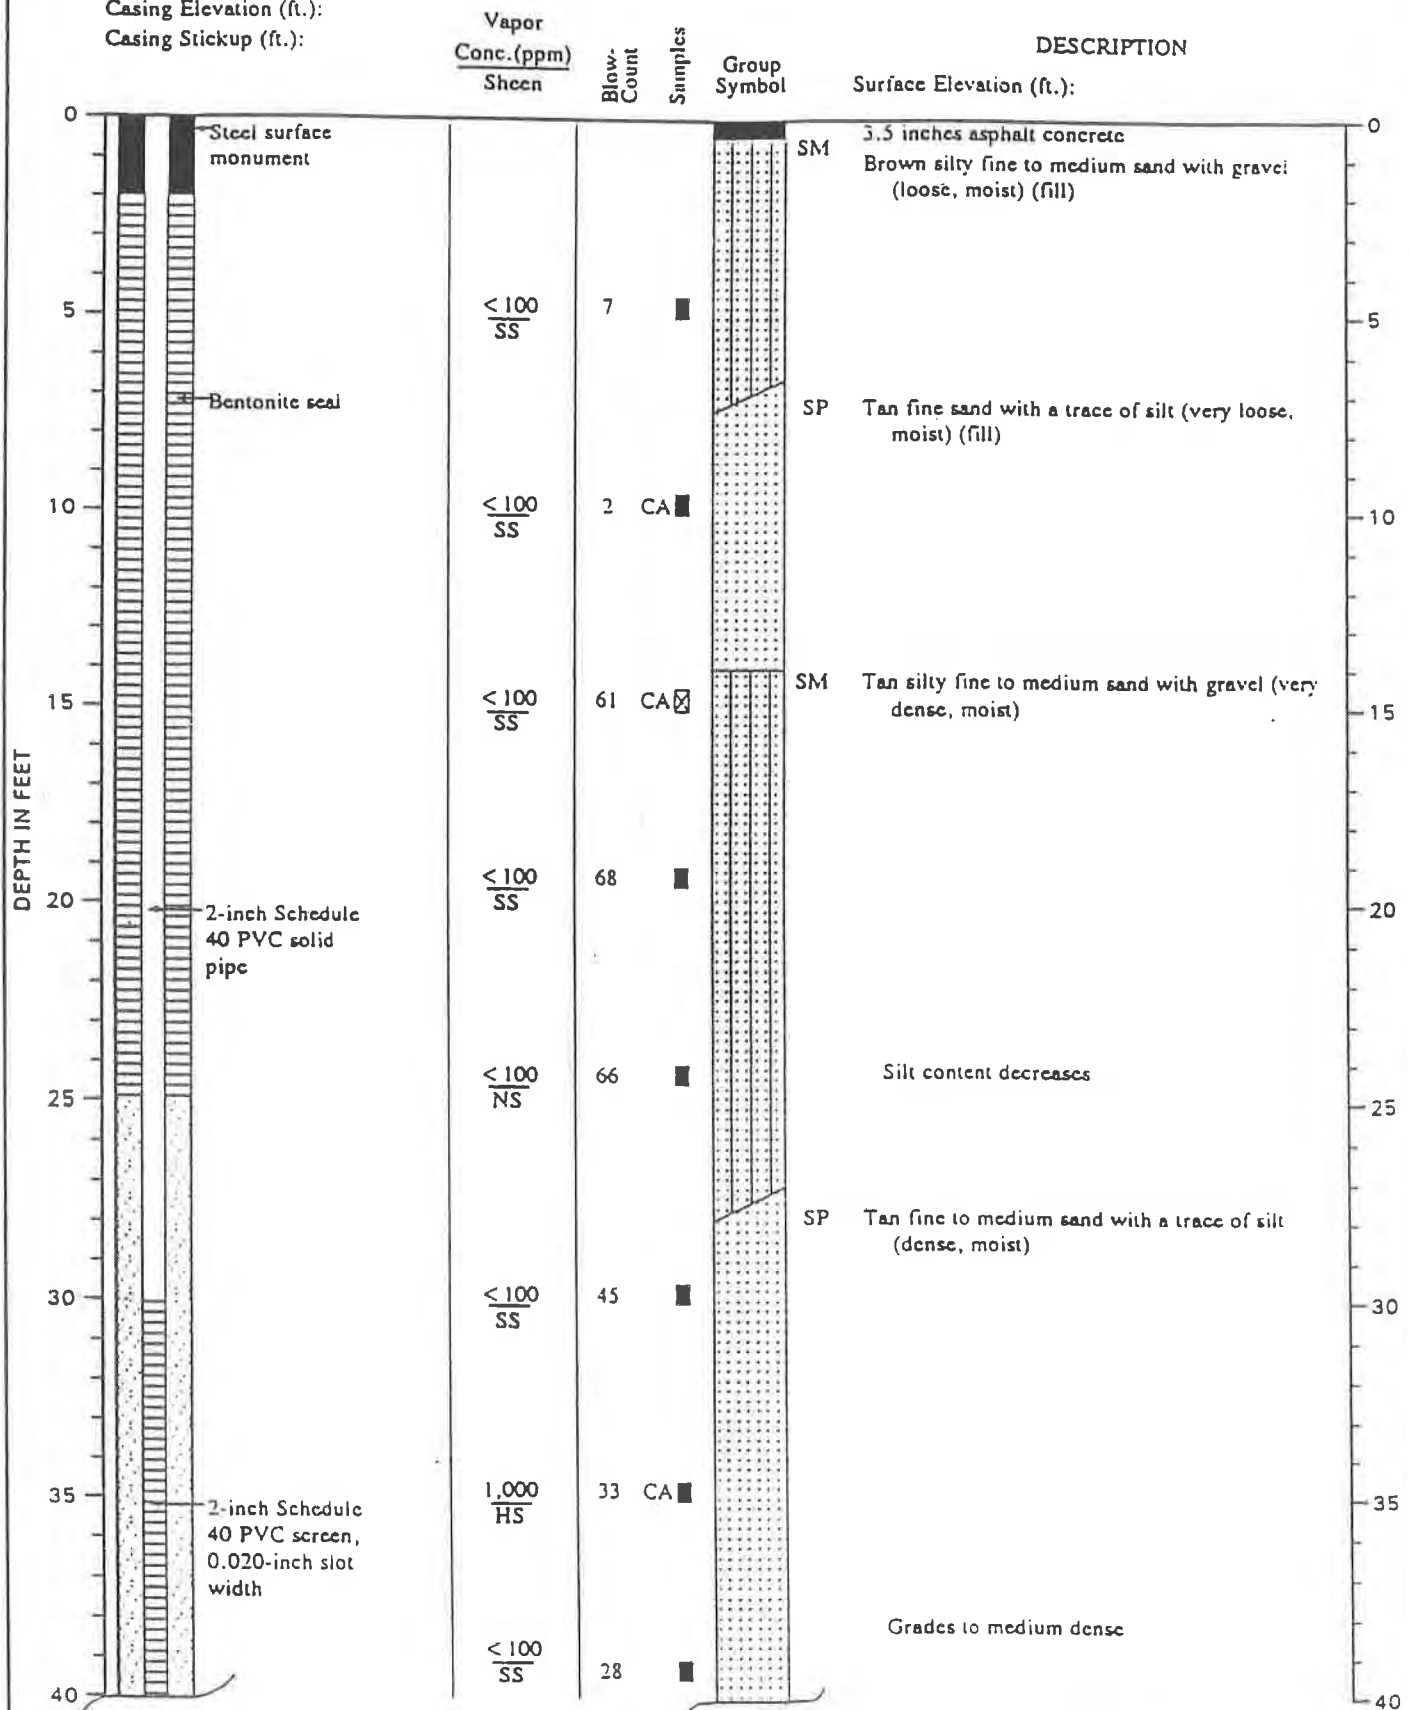 Casing Elevation (ft.):
Casing Stickup (ft.):
Vapor
Conc.(ppm)
Sheen
Blow-
Count
Samples
Group
Symbol
DESCRIPTION
Surface Elevation (ft.):
DEPTH IN FEET
0
Steel surface
monument
SM
3.5 inches asphalt concrete
Brown silty fine to medium sand with gravel
(loose, moist) (fill)
0
5
<100
SS
7
5
Bentonite seal
SP
Tan fine sand with a trace of silt (very loose,
moist) (fill)
10
<100
SS
2
CA
10
15
<100
SS
61
CA
SM
Tan silty fine to medium sand with gravel (very
dense, moist)
15
20
2-inch Schedule
40 PVC solid
pipe
<100
SS
68
20
25
<100
NS
66
Silt content decreases
25
SP
Tan fine to medium sand with a trace of silt
(dense, moist)
30
<100
SS
45
30
35
2-inch Schedule
40 PVC screen,
0.020-inch slot
width
1,000
HS
33
CA
35
Grades to medium dense
40
<100
SS
28
40